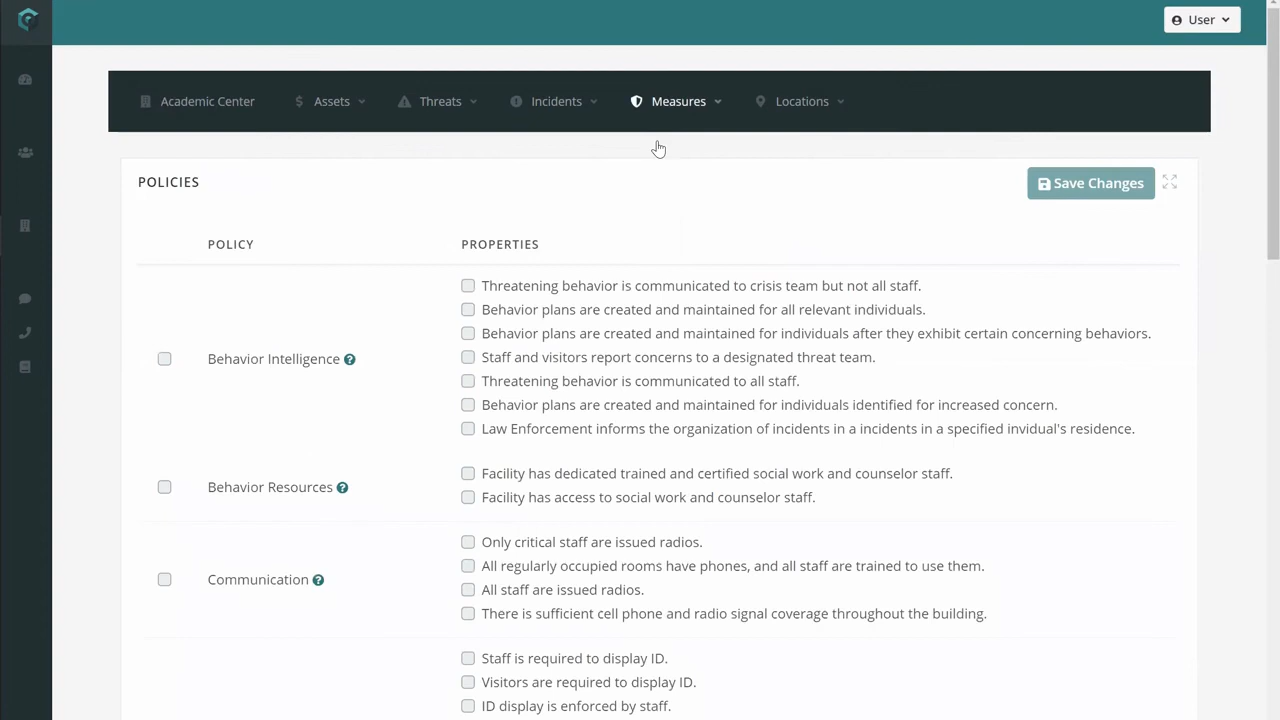 User
Academic Center
Assets
Threats
Incidents
Measures
Locations
POLICIES
Save Changes
POLICY
PROPERTIES
Behavior Intelligence
Threatening behavior is communicated to crisis team but not all staff.
Behavior plans are created and maintained for all relevant individuals.
Behavior plans are created and maintained for individuals after they exhibit certain concerning behaviors.
Staff and visitors report concerns to a designated threat team.
Threatening behavior is communicated to all staff.
Behavior plans are created and maintained for individuals identified for increased concern.
Law Enforcement informs the organization of incidents in a incidents in a specified invidual's residence.
Behavior Resources
Facility has dedicated trained and certified social work and counselor staff.
Facility has access to social work and counselor staff.
Communication
Only critical staff are issued radios.
All regularly occupied rooms have phones, and all staff are trained to use them.
All staff are issued radios.
There is sufficient cell phone and radio signal coverage throughout the building.
Staff is required to display ID.
Visitors are required to display ID.
ID display is enforced by staff.